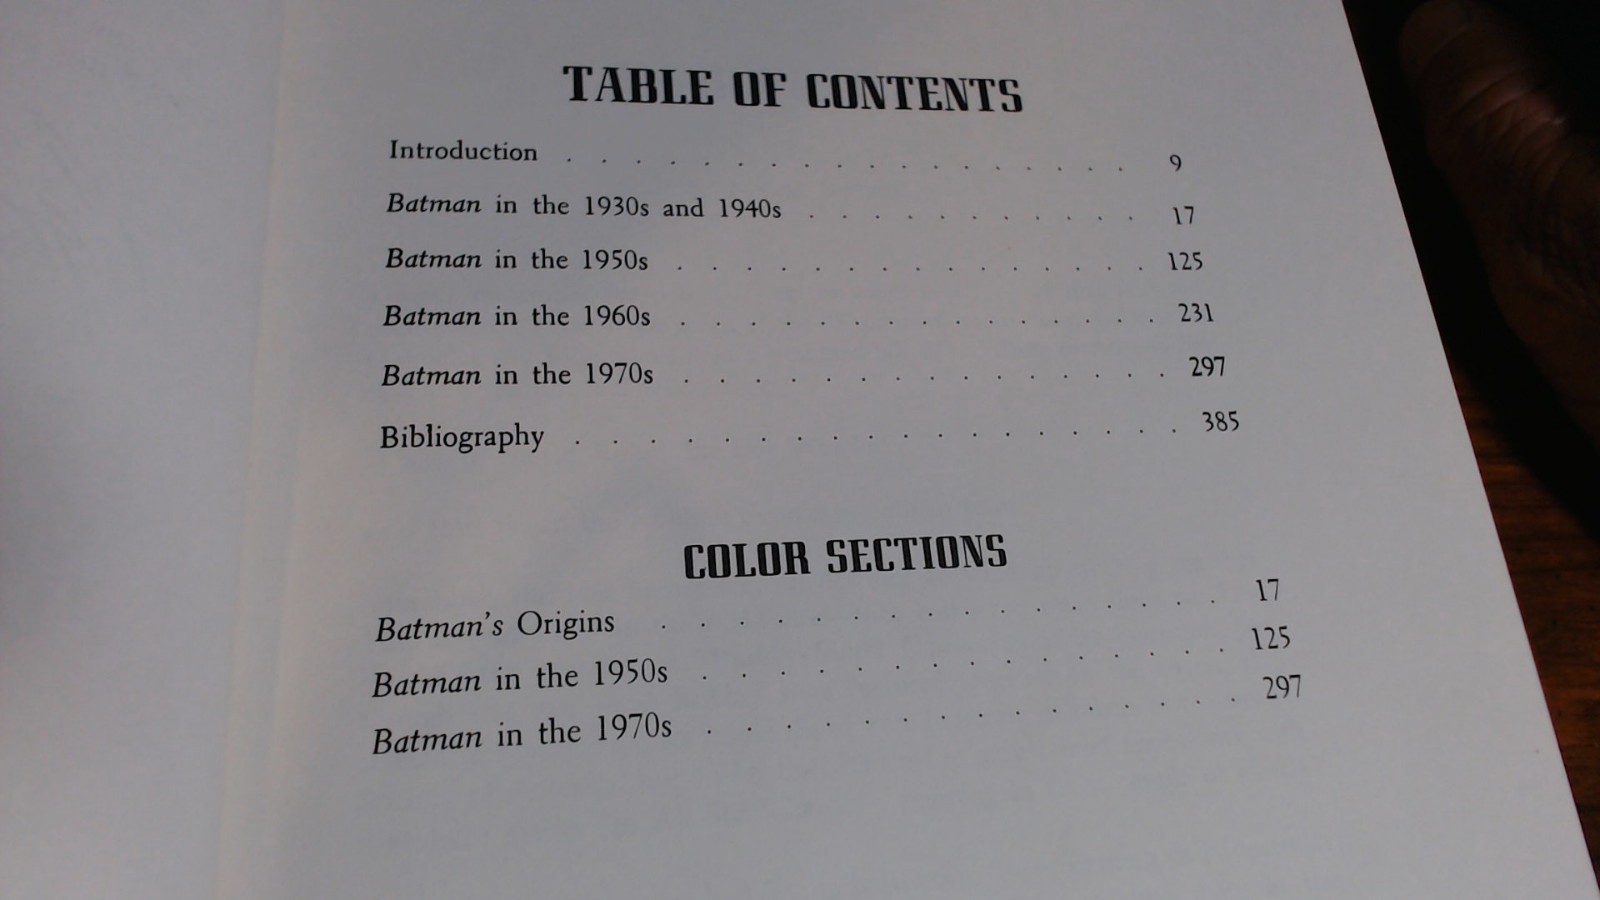 TABLE OF CONTENTS
Introduction . . . . . . . . . . . . . . . . . 9
Batman in the 1930s and 1940s . . . . . . . . . . 17
Batman in the 1950s . . . . . . . . . . . . . . 125
Batman in the 1960s . . . . . . . . . . . . . . 231
Batman in the 1970s . . . . . . . . . . . . . . 297
Bibliography . . . . . . . . . . . . . . . . . 385
COLOR SECTIONS
Batman's Origins . . . . . . . . . . . . . . . 17
Batman in the 1950s . . . . . . . . . . . . . . 125
Batman in the 1970s . . . . . . . . . . . . . . 297